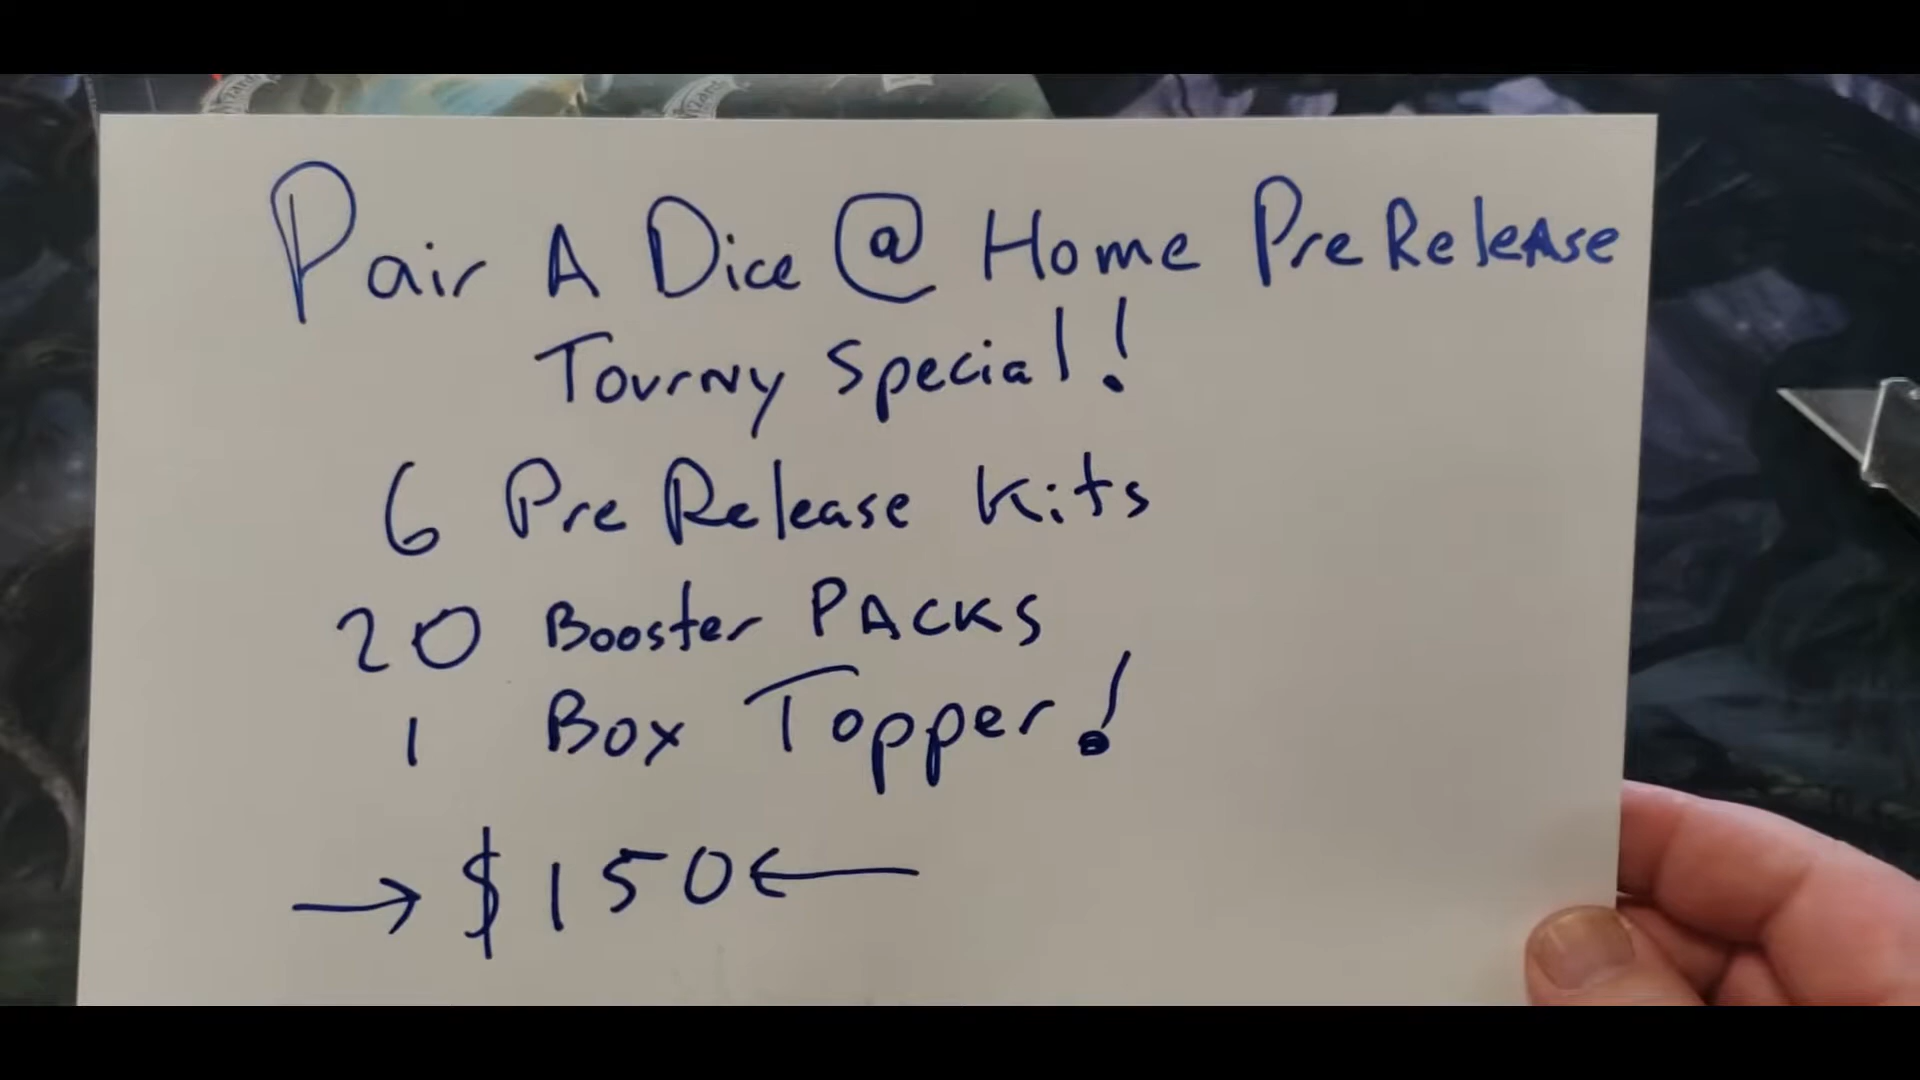 Pair A Dice @ Home PreRelease
Tourny Special!
6 PreRelease Kits
20 Booster PACKS
1 Box Topper!
→ $150 ←